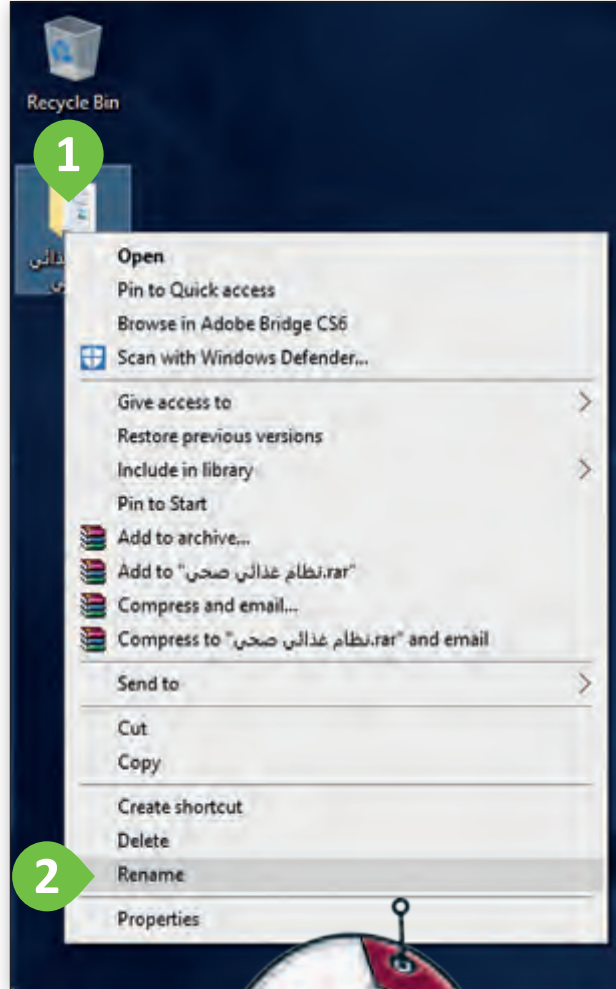 Recycle Bin
1
Open
Pin to Quick access
Browse in Adobe Bridge CS6
Scan with Windows Defender...
Give access to
Restore previous versions
Include in library
Pin to Start
Add to archive...
Add to "نظام غذائي صحي.rar"
Compress and email...
Compress to "نظام غذائي صحي.rar" and email
Send to
Cut
Copy
Create shortcut
Delete
2
Rename
Properties